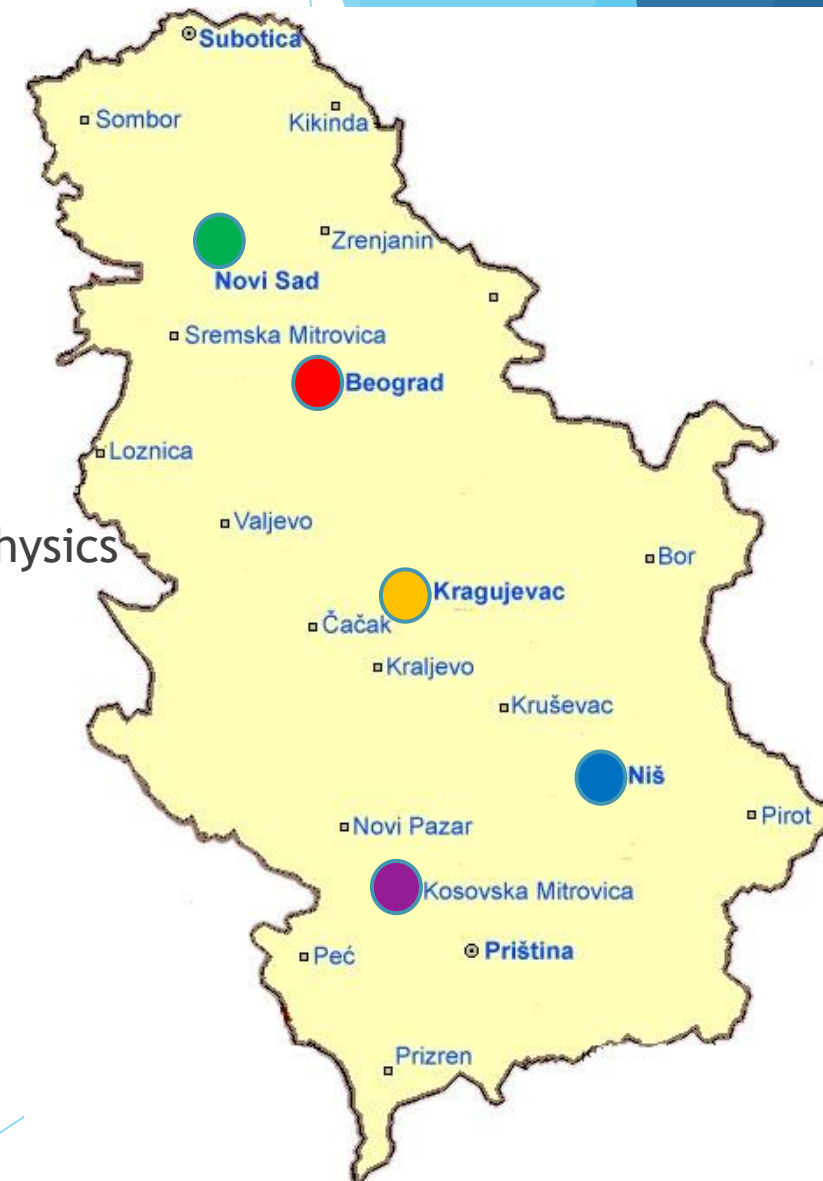 Subotica
Sombor
Kikinda
Zrenjanin
Novi Sad
Sremska Mitrovica
Beograd
Loznica
Valjevo
hysics
Bor
Kragujevac
Čačak
Kraljevo
Kruševac
Niš
Pirot
Novi Pazar
Kosovska Mitrovica
Peć
Priština
Prizren